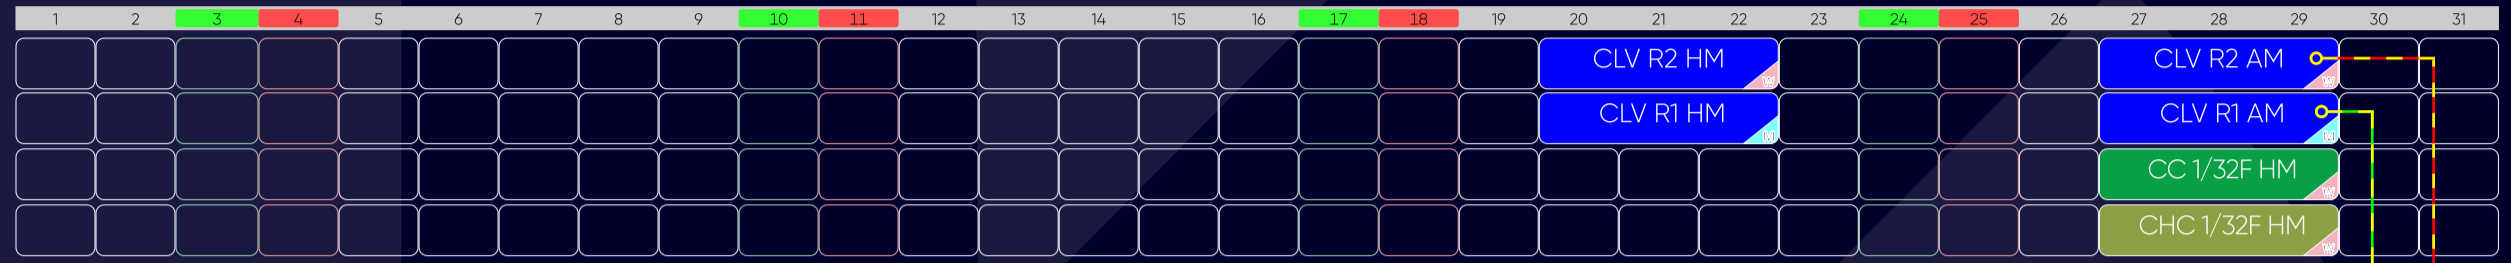 1 2 3 4 5 6 7 8 9 10 11 12 13 14 15 16 17 18 19 20 21 22 23 24 25 26 27 28 29 30 31
CLV R2 HM CLV R2 AM
W W
CLV R1 HM CLV R1 AM
M M
CC 1/32F HM
W
CHC 1/32F HM
W